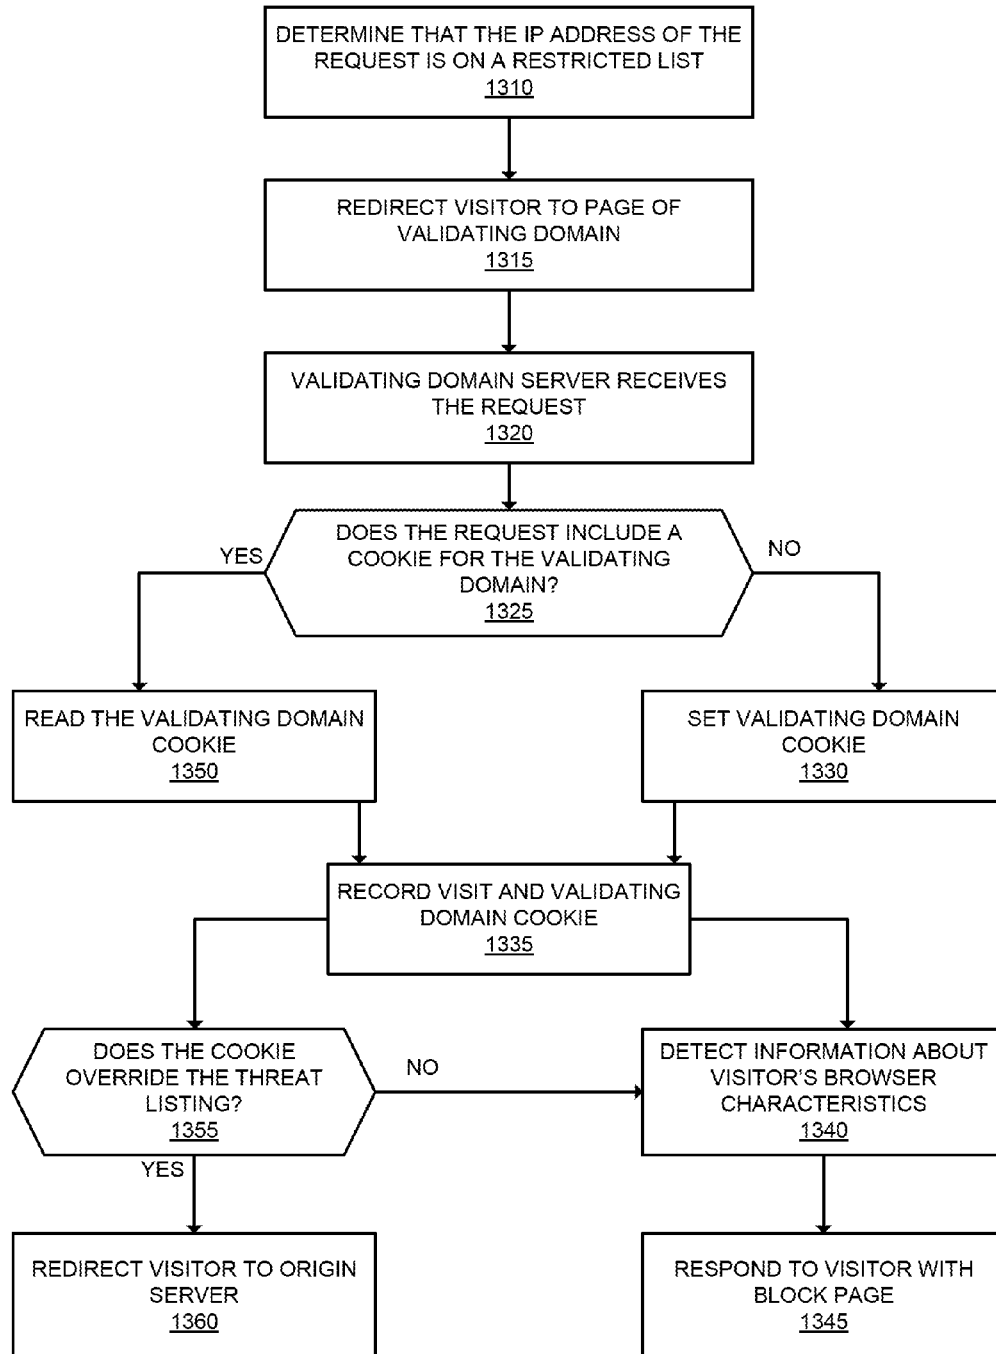 DETERMINE THAT THE IP ADDRESS OF THE
REQUEST IS ON A RESTRICTED LIST
1310
REDIRECT VISITOR TO PAGE OF
VALIDATING DOMAIN
1315
VALIDATING DOMAIN SERVER RECEIVES
THE REQUEST
1320
DOES THE REQUEST INCLUDE A
COOKIE FOR THE VALIDATING
DOMAIN?
1325
YES
NO
READ THE VALIDATING DOMAIN
COOKIE
1350
SET VALIDATING DOMAIN
COOKIE
1330
RECORD VISIT AND VALIDATING
DOMAIN COOKIE
1335
DOES THE COOKIE
OVERRIDE THE THREAT
LISTING?
1355
NO
YES
DETECT INFORMATION ABOUT
VISITOR'S BROWSER
CHARACTERISTICS
1340
REDIRECT VISITOR TO ORIGIN
SERVER
1360
RESPOND TO VISITOR WITH
BLOCK PAGE
1345